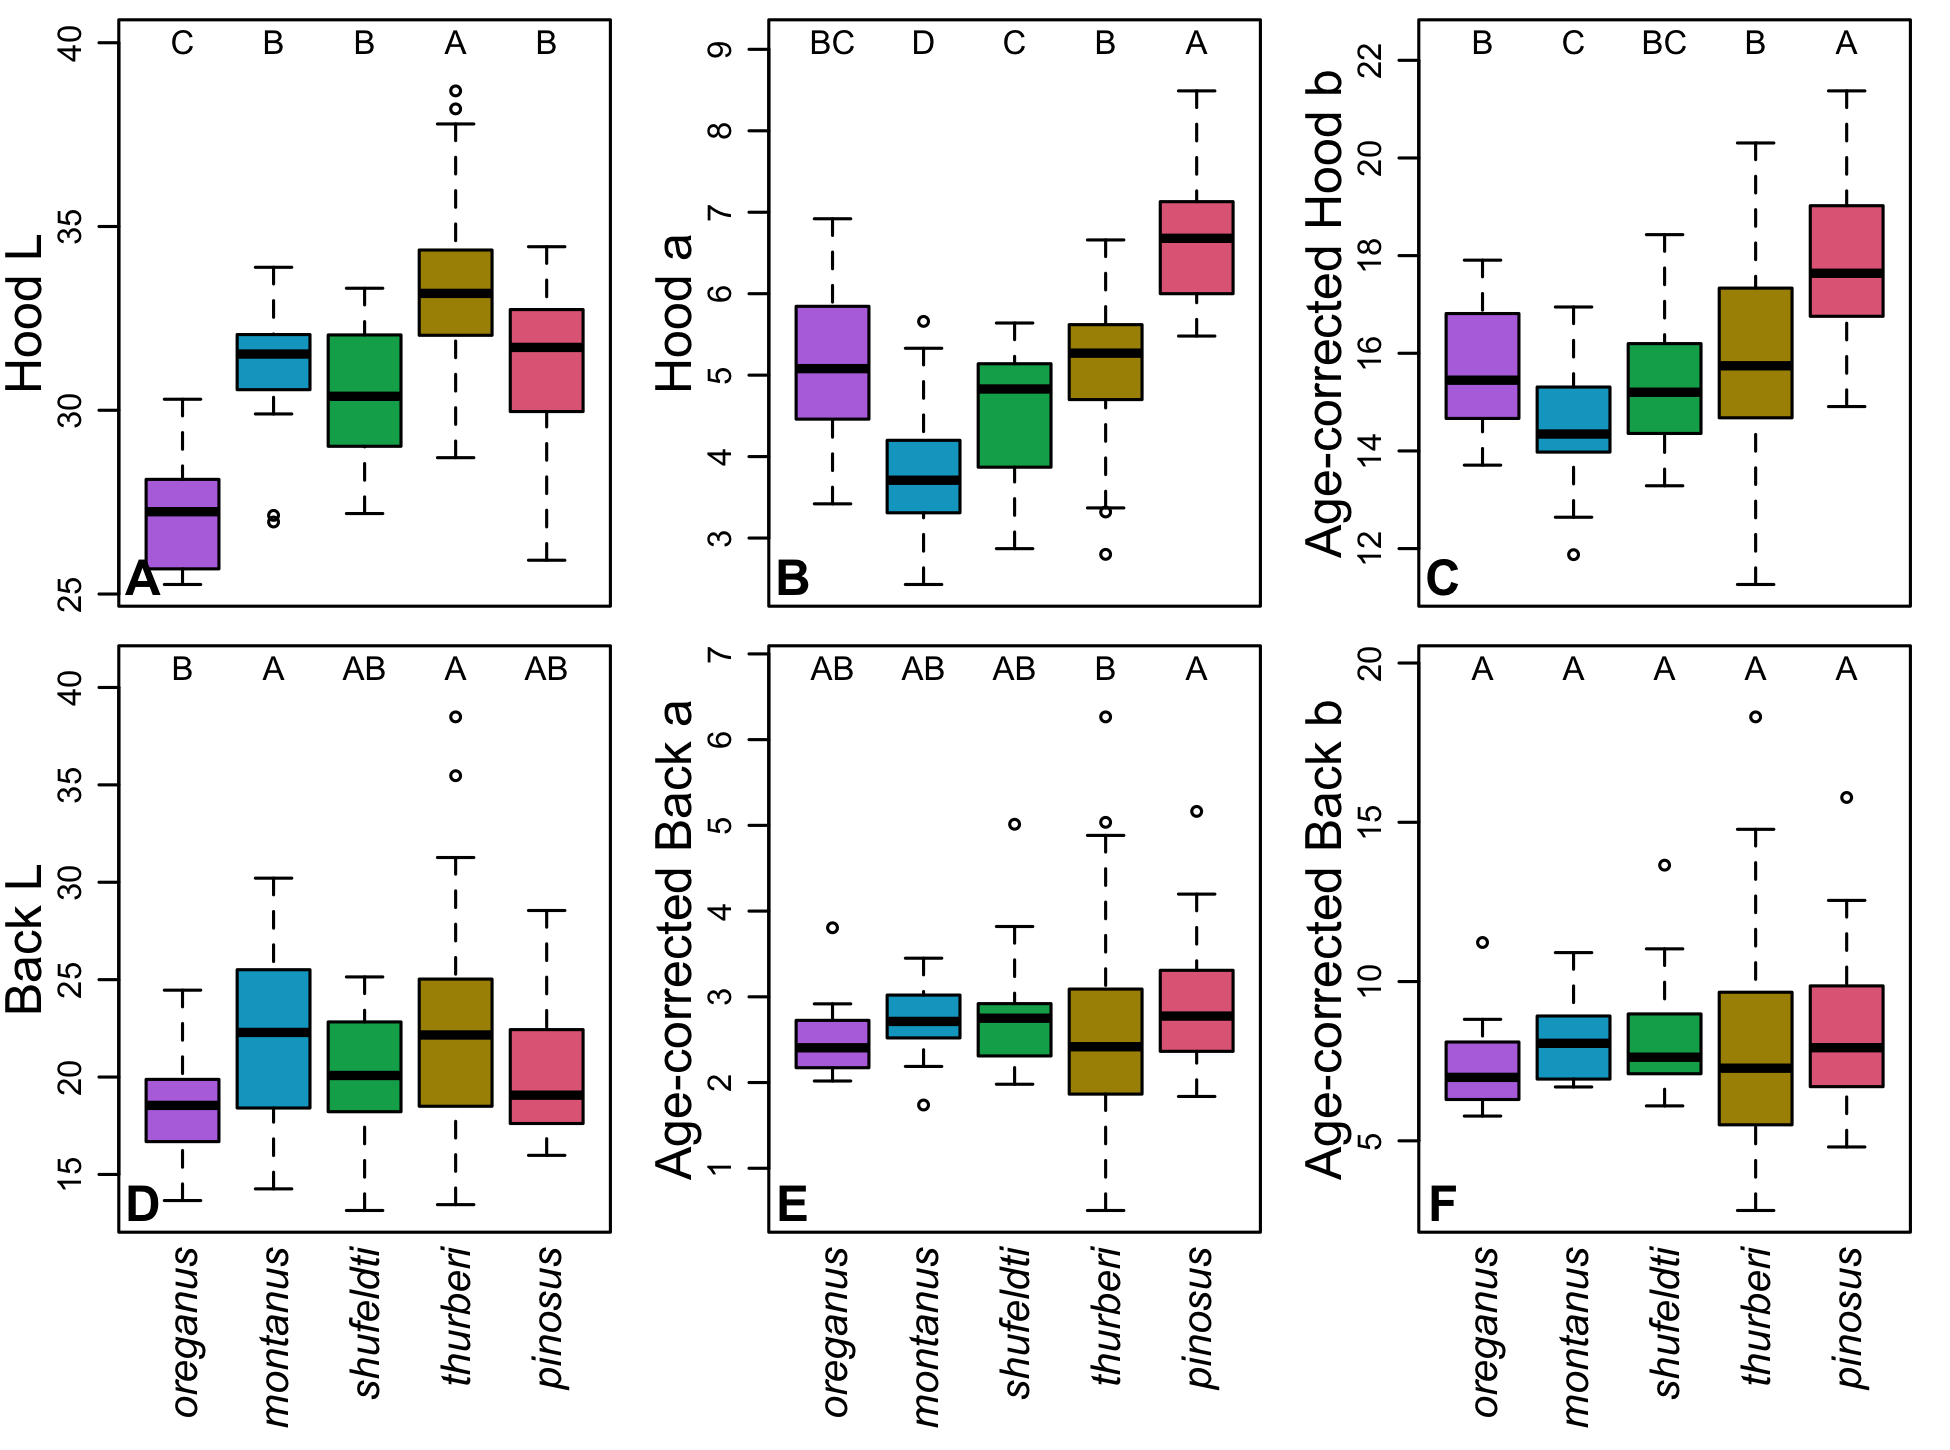 C B B A B
Hood L
40
35
30
25
A
BC D C B A
Hood a
9
8
7
6
5
4
3
B
B C BC B A
Age-corrected Hood b
22
20
18
16
14
12
C
B A AB A AB
Back L
40
35
30
25
20
15
D
AB AB AB B A
Age-corrected Back a
7
6
5
4
3
2
1
E
A A A A A
Age-corrected Back b
20
15
10
5
F
oreganus
montanus
shufeldti
thurberi
pinosus
oreganus
montanus
shufeldti
thurberi
pinosus
oreganus
montanus
shufeldti
thurberi
pinosus